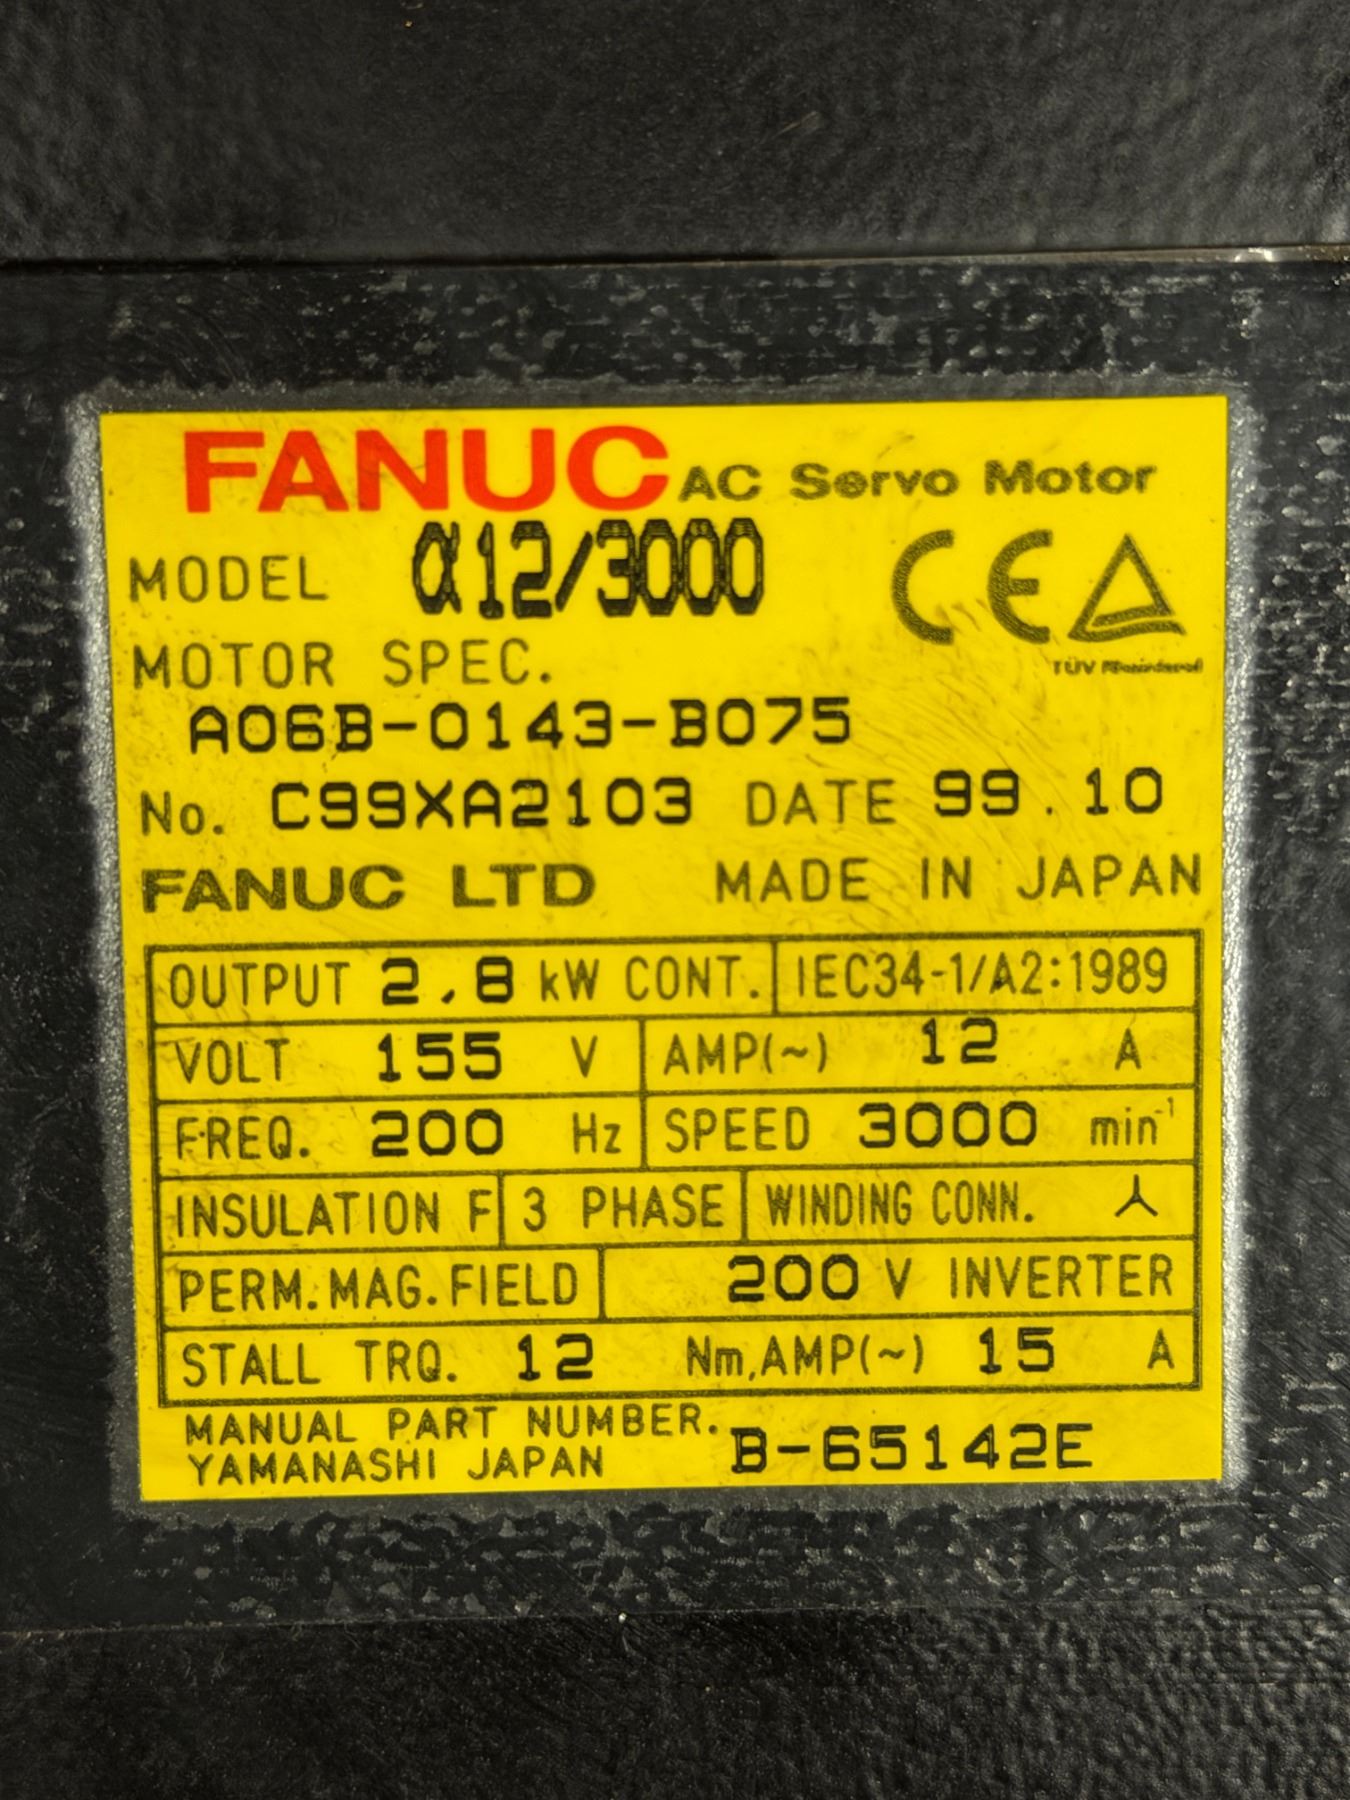 FANUC AC Servo Motor
MODEL α12/3000 CE
TÜV
MOTOR SPEC.
A06B-0143-B075
No. C99XA2103 DATE 99.10
FANUC LTD MADE IN JAPAN
OUTPUT 2.8 kW CONT. IEC34-1/A2:1989
VOLT 155 V AMP(~) 12 A
FREQ. 200 Hz SPEED 3000 min⁻¹
INSULATION F 3 PHASE WINDING CONN.
PERM.MAG.FIELD 200 V INVERTER
STALL TRQ. 12 Nm,AMP(~) 15 A
MANUAL PART NUMBER. B-65142E
YAMANASHI JAPAN